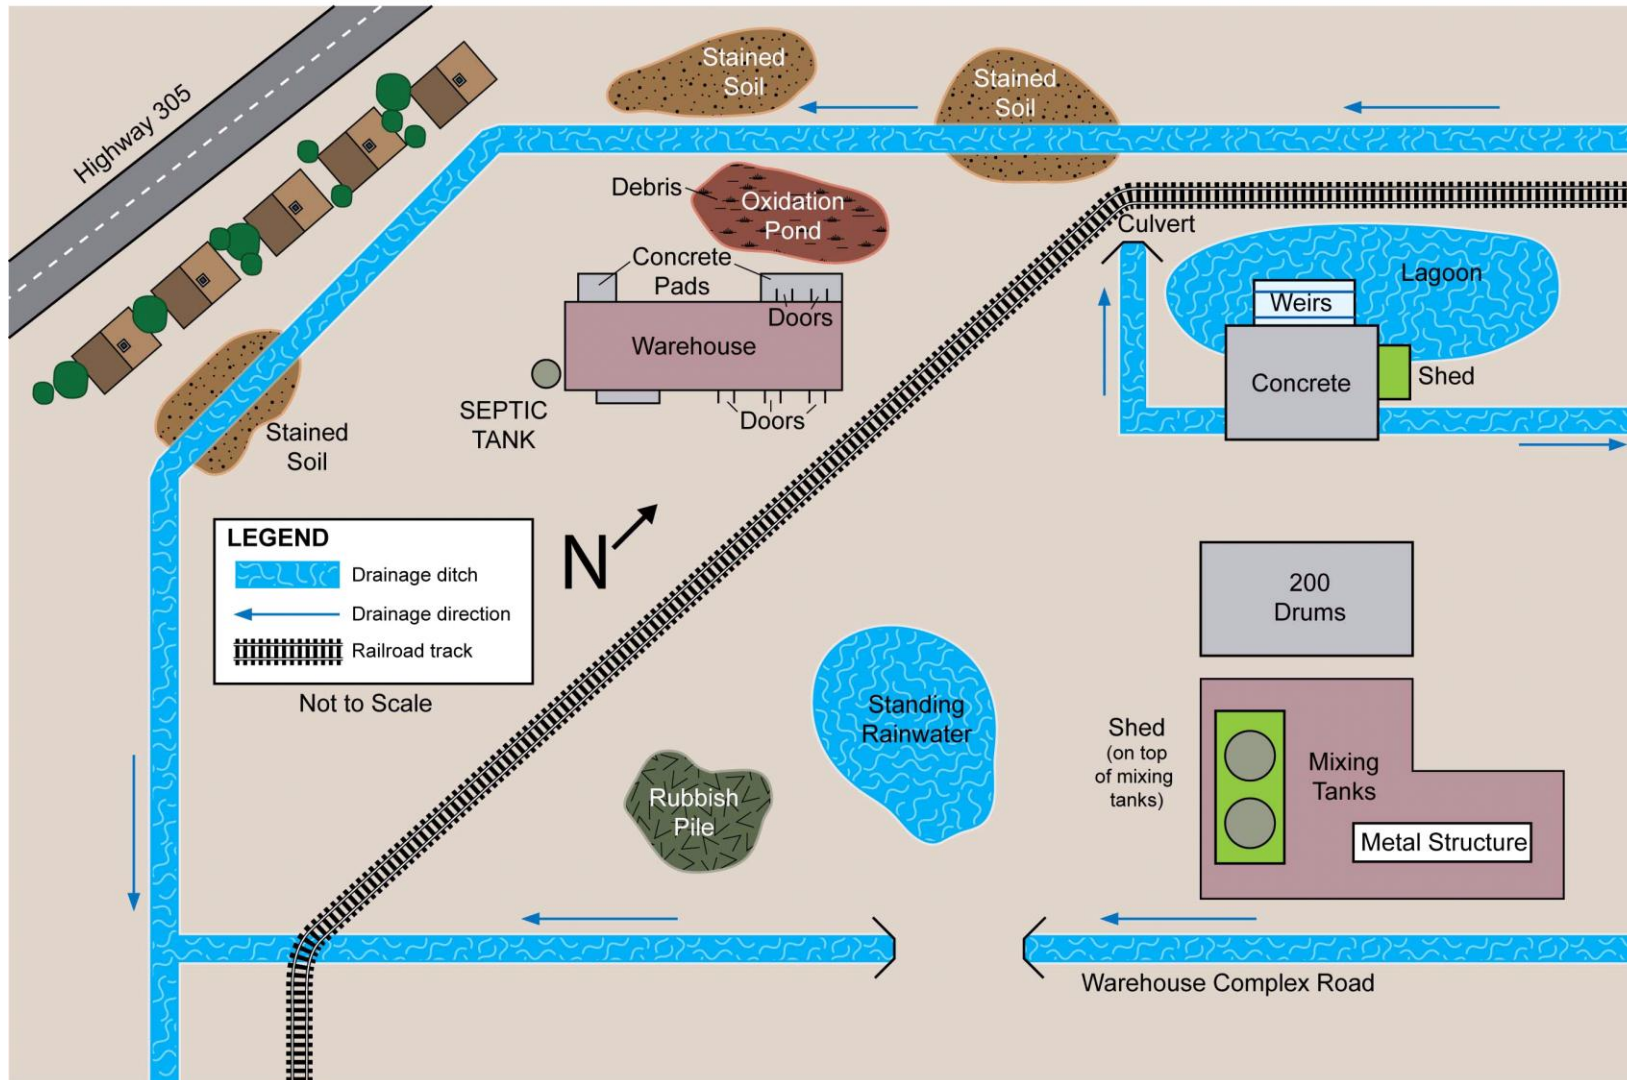 Highway 305
Stained
Soil
Stained
Soil
Debris
Oxidation
Pond
Culvert
Lagoon
Concrete
Pads
Doors
Weirs
Warehouse
Concrete
Shed
SEPTIC
TANK
Doors
Stained
Soil
N
LEGEND
Drainage ditch
Drainage direction
Railroad track
Not to Scale
200
Drums
Standing
Rainwater
Shed
(on top
of mixing
tanks)
Mixing
Tanks
Rubbish
Pile
Metal Structure
Warehouse Complex Road